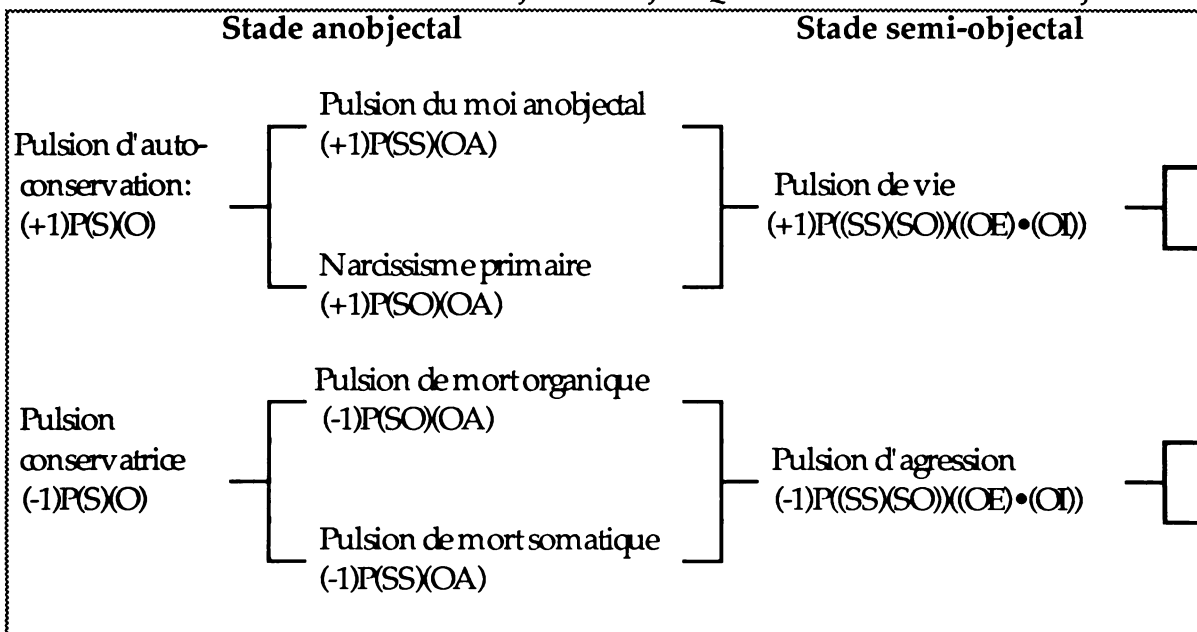 Stade anobjectal Stade semi-objectal
Pulsion du moi anobjectal
(+1)P(SS)(OA)
Pulsion d'auto-
conservation:
(+1)P(S)(O)
Pulsion de vie
(+1)P((SS)(SO))((OE)•(OI))
Narcissisme primaire
(+1)P(SO)(OA)
Pulsion de mort organique
(-1)P(SO)(OA)
Pulsion
conservatrice
(-1)P(S)(O)
Pulsion d'agression
(-1)P((SS)(SO))((OE)•(OI))
Pulsion de mort somatique
(-1)P(SS)(OA)